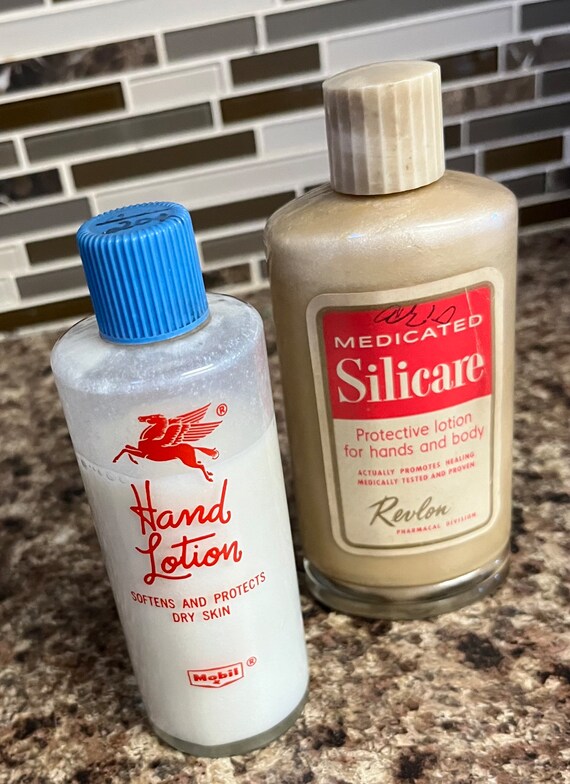 Hand
Lotion
SOFTENS AND PROTECTS
DRY SKIN
Mobil ®
®
MEDICATED
Silicare
Protective lotion
for hands and body
ACTUALLY PROMOTES HEALING
MEDICALLY TESTED AND PROVEN
Revlon
PHARMACAL DIVISION